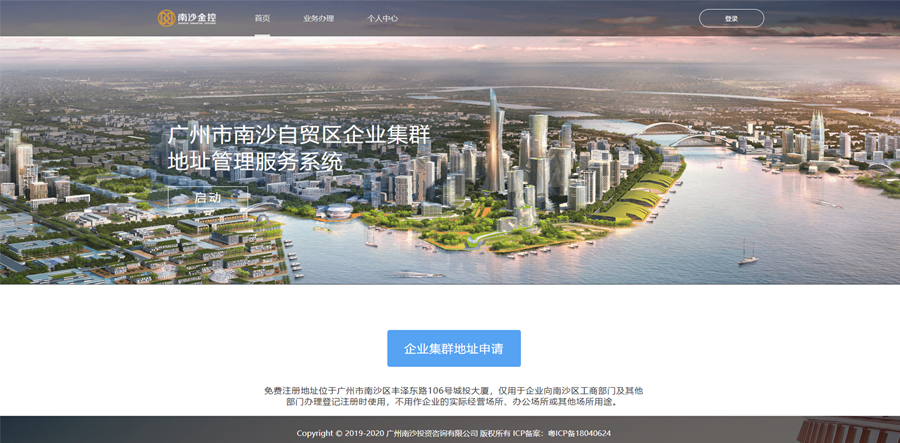 南沙金控
首页
业务办理
个人中心
登录
广州市南沙自贸区企业集群
地址管理服务系统
启动
企业集群地址申请
免费注册地址位于广州市南沙区丰泽东路106号城投大厦，仅用于企业向南沙区工商部门及其他
部门办理登记注册时使用，不用作企业的实际经营场所、办公场所或其他场所用途。
Copyright © 2019-2020 广州南沙投资咨询有限公司 版权所有 ICP备案：粤ICP备18040624